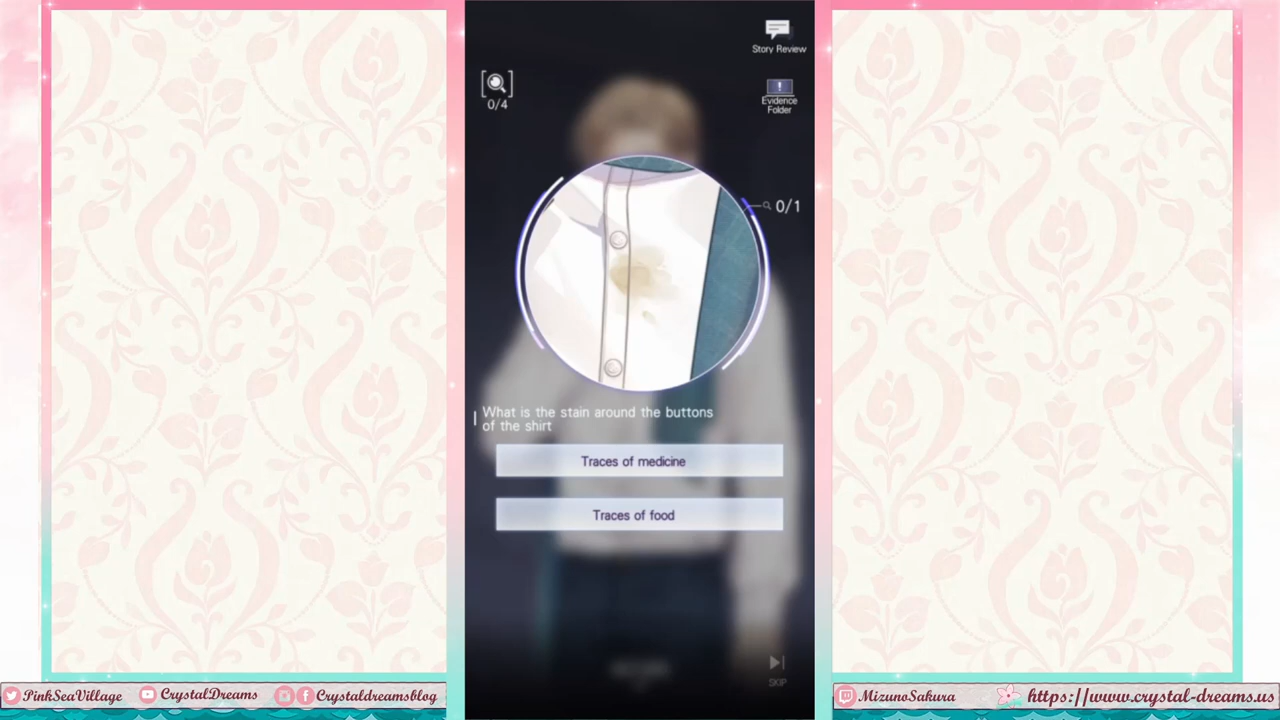 Story Review
0/4
Evidence
Folder
0/1
What is the stain around the buttons
of the shirt
Traces of medicine
Traces of food
SKIP
PinkSeaVillage
CrystalDreams
Crystaldreamsblog
MizunoSakura
https://www.crystal-dreams.us